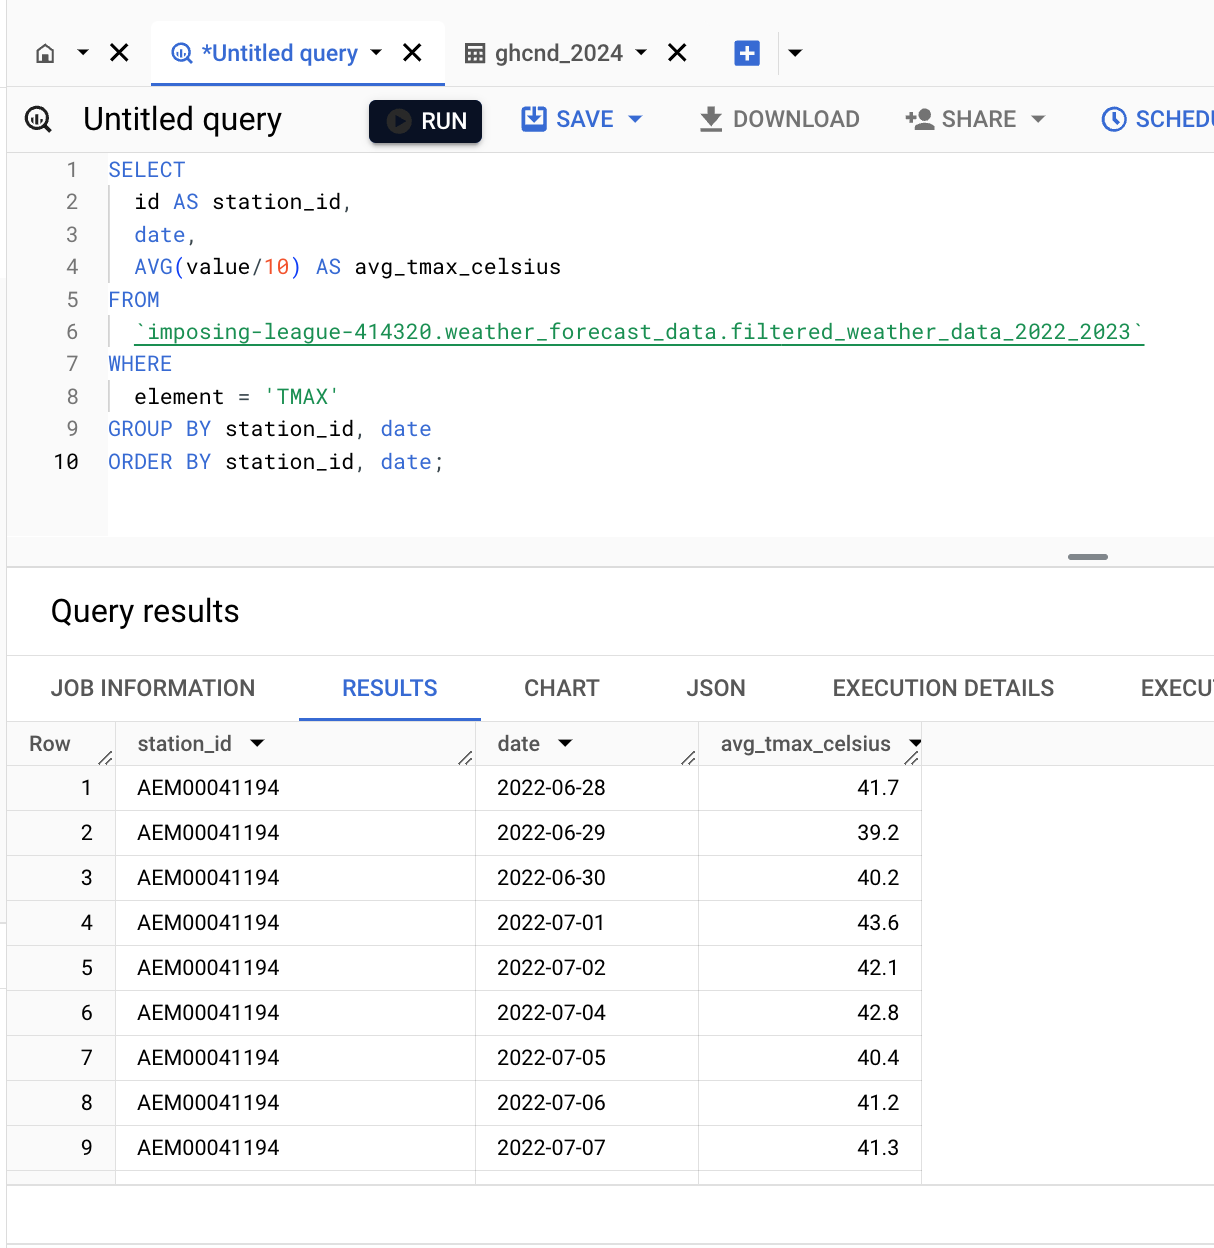 *Untitled query
ghcnd_2024
Untitled query
RUN
SAVE
DOWNLOAD
SHARE
SCHEDU
1 SELECT
2 id AS station_id,
3 date,
4 AVG(value/10) AS avg_tmax_celsius
5 FROM
6 `imposing-league-414320.weather_forecast_data.filtered_weather_data_2022_2023`
7 WHERE
8 element = 'TMAX'
9 GROUP BY station_id, date
10 ORDER BY station_id, date;
Query results
JOB INFORMATION RESULTS CHART JSON EXECUTION DETAILS EXECU
Row station_id date avg_tmax_celsius
1 AEM00041194 2022-06-28 41.7
2 AEM00041194 2022-06-29 39.2
3 AEM00041194 2022-06-30 40.2
4 AEM00041194 2022-07-01 43.6
5 AEM00041194 2022-07-02 42.1
6 AEM00041194 2022-07-04 42.8
7 AEM00041194 2022-07-05 40.4
8 AEM00041194 2022-07-06 41.2
9 AEM00041194 2022-07-07 41.3